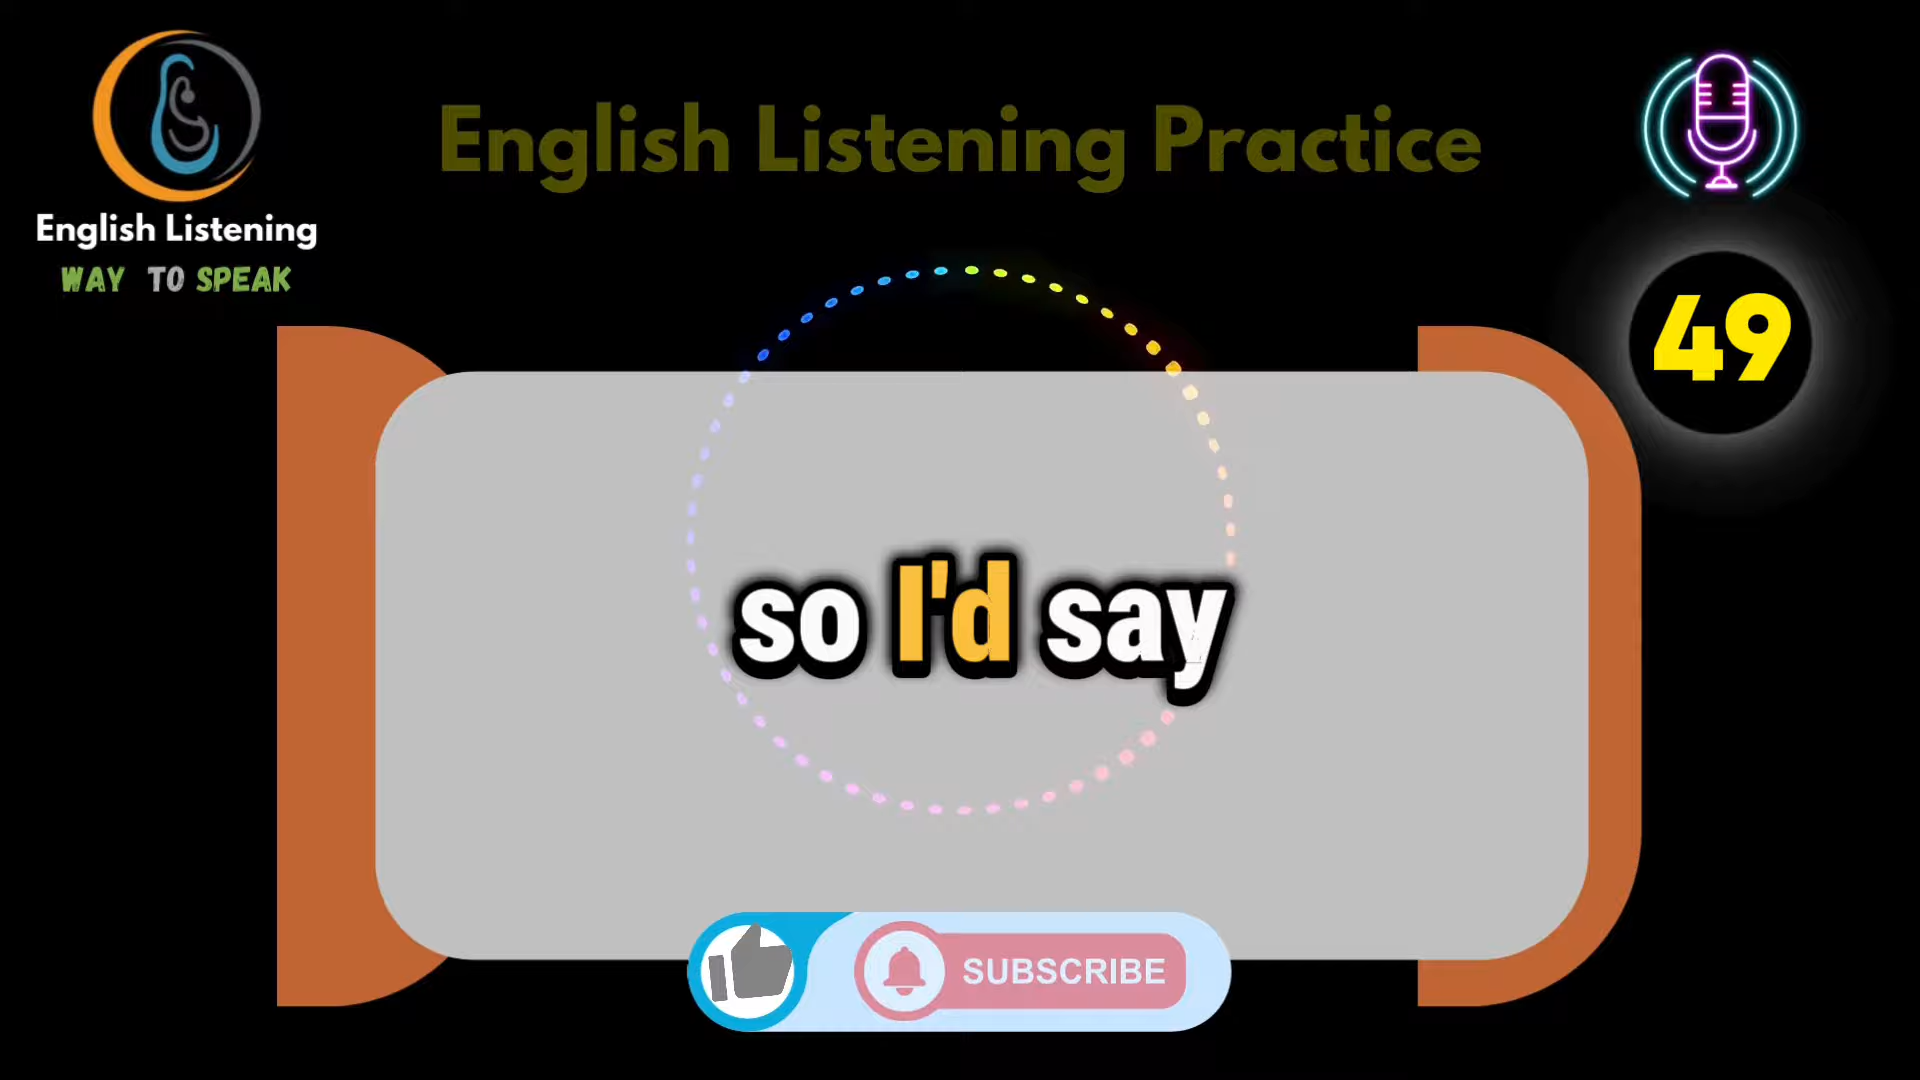 English Listening Practice
English Listening
WAY TO SPEAK
49
so I'd say
SUBSCRIBE